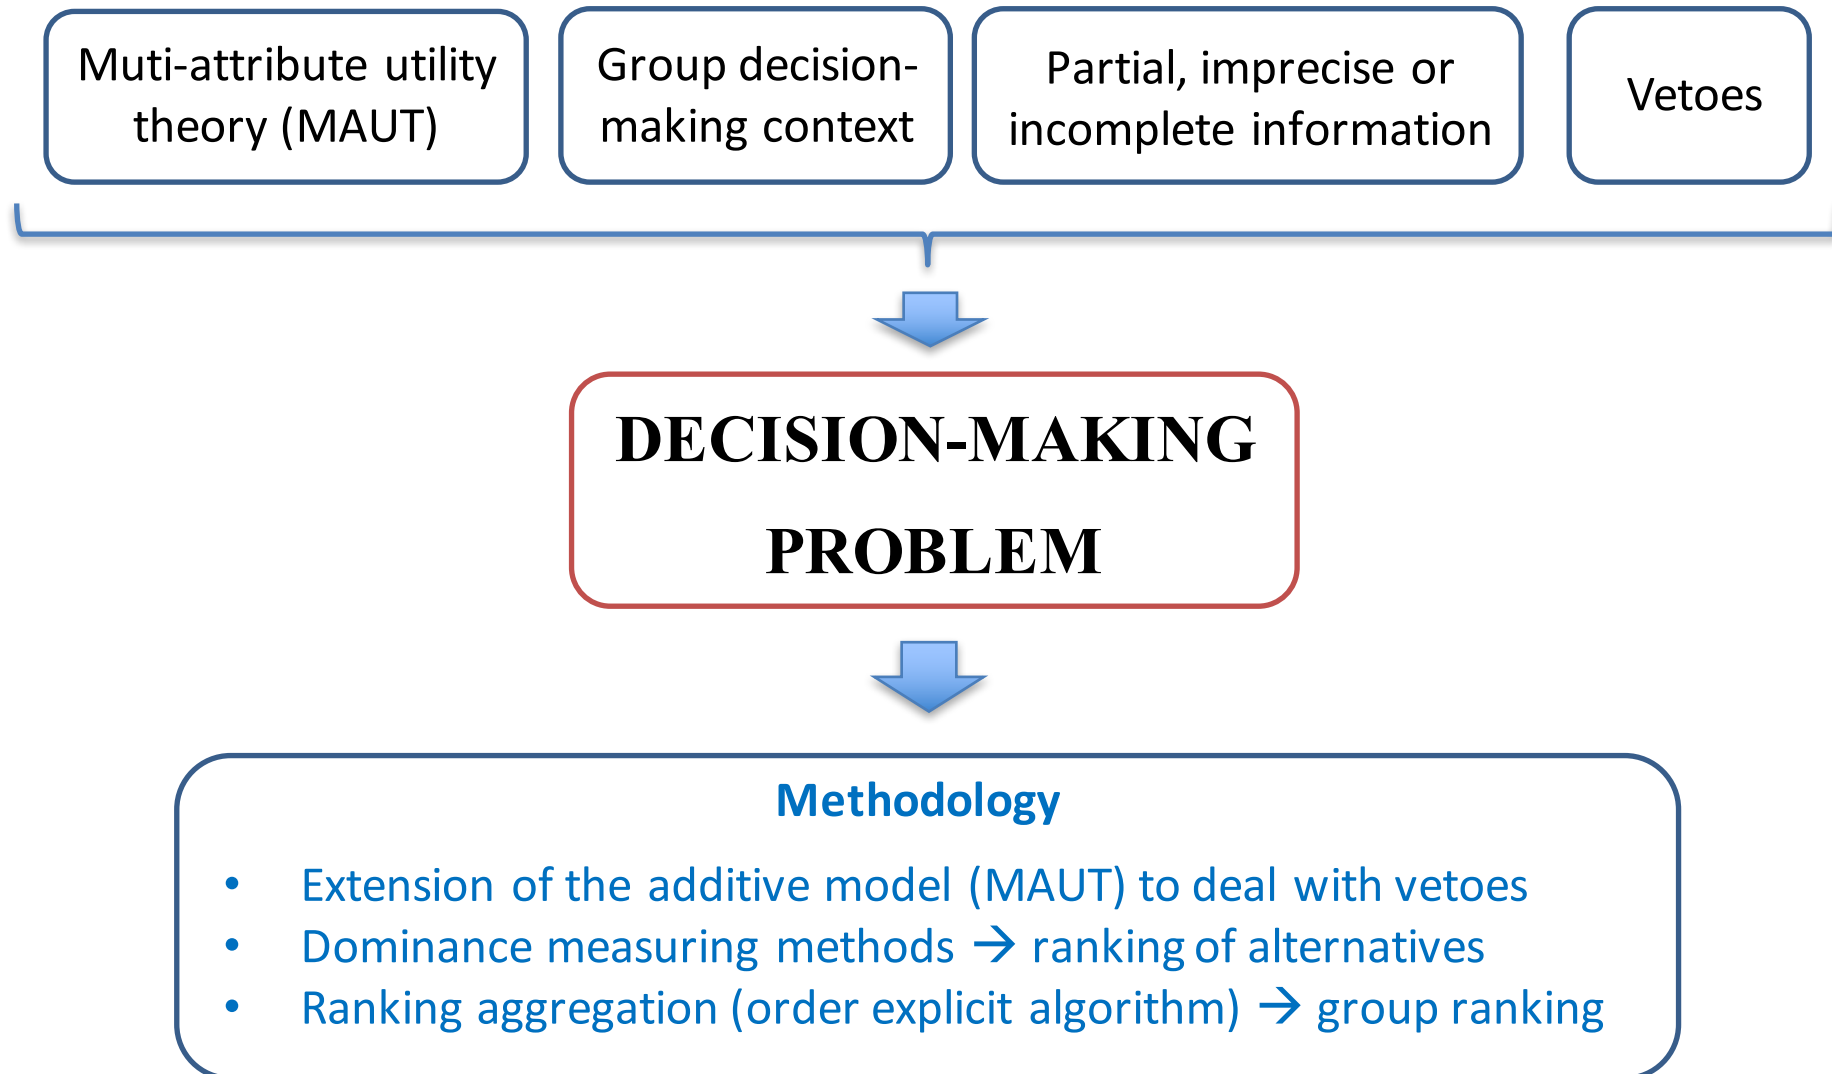 Muti-attribute utility
theory (MAUT)
Group decision-
making context
Partial, imprecise or
incomplete information
Vetoes
DECISION-MAKING
PROBLEM
Methodology
• Extension of the additive model (MAUT) to deal with vetoes
• Dominance measuring methods → ranking of alternatives
• Ranking aggregation (order explicit algorithm) → group ranking